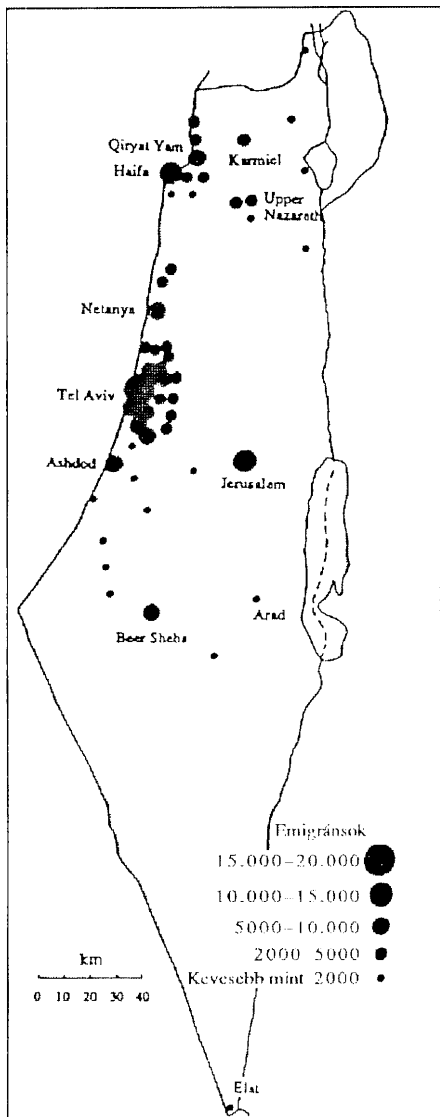 Qiryat Yam
Karmiel
Haifa
Upper
Nazarath
Netanya
Tel Aviv
Ashdod
Jerusalem
Arad
Beer Sheba
Emigránsok
15.000–20.000
10.000–15.000
5000–10.000
2000 5000
Kevesebb mint 2000
km
0 10 20 30 40
Elat